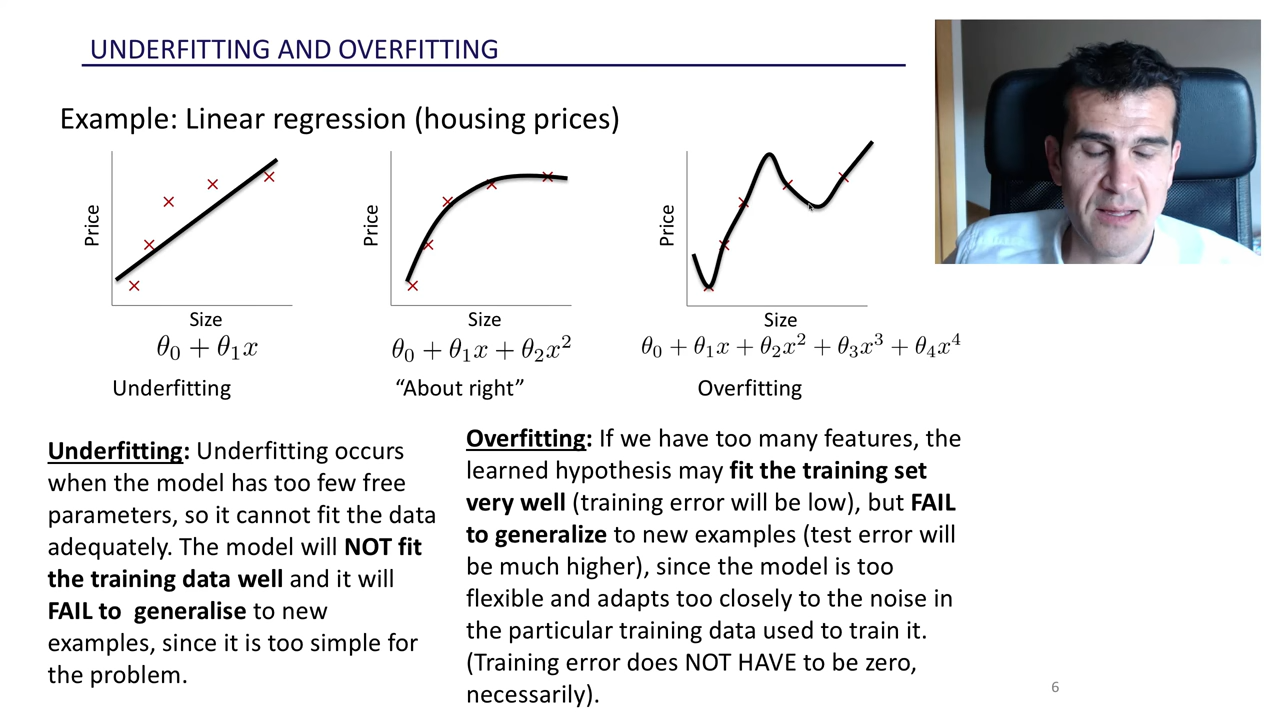 UNDERFITTING AND OVERFITTING
Example: Linear regression (housing prices)
Price
Size
θ₀ + θ₁x
Underfitting
Price
Size
θ₀ + θ₁x + θ₂x²
“About right”
Price
Size
θ₀ + θ₁x + θ₂x² + θ₃x³ + θ₄x⁴
Overfitting
Underfitting: Underfitting occurs
when the model has too few free
parameters, so it cannot fit the data
adequately. The model will NOT fit
the training data well and it will
FAIL to generalise to new
examples, since it is too simple for
the problem.
Overfitting: If we have too many features, the
learned hypothesis may fit the training set
very well (training error will be low), but FAIL
to generalize to new examples (test error will
be much higher), since the model is too
flexible and adapts too closely to the noise in
the particular training data used to train it.
(Training error does NOT HAVE to be zero,
necessarily).
6